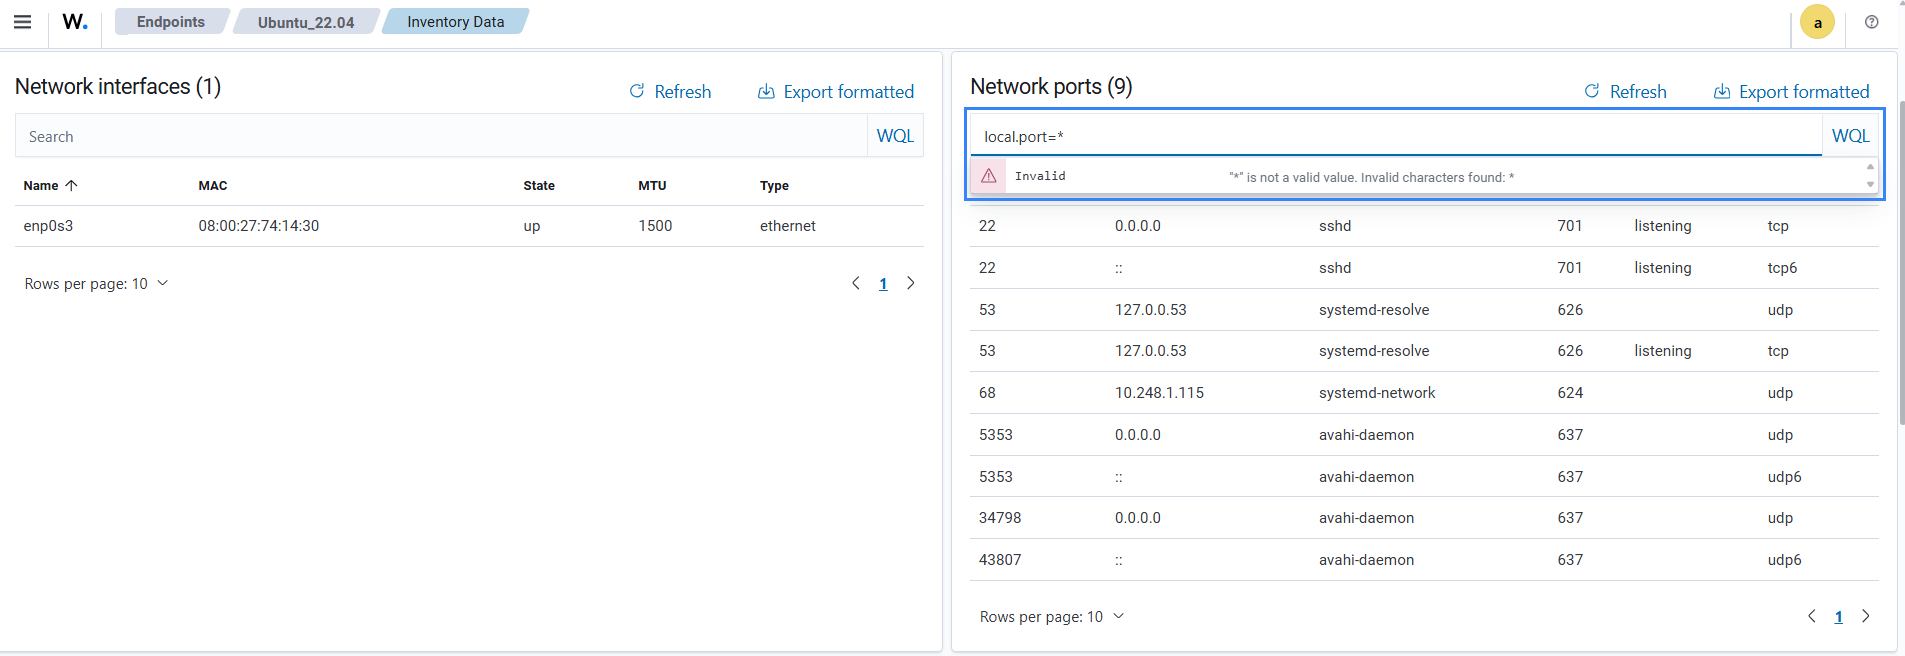 W. Endpoints Ubuntu_22.04 Inventory Data a
Network interfaces (1) Refresh Export formatted
Search WQL
Name MAC State MTU Type
enp0s3 08:00:27:74:14:30 up 1500 ethernet
Rows per page: 10 1
Network ports (9) Refresh Export formatted
local.port=* WQL
Invalid "*" is not a valid value. Invalid characters found: *
22 0.0.0.0 sshd 701 listening tcp
22 :: sshd 701 listening tcp6
53 127.0.0.53 systemd-resolve 626 udp
53 127.0.0.53 systemd-resolve 626 listening tcp
68 10.248.1.115 systemd-network 624 udp
5353 0.0.0.0 avahi-daemon 637 udp
5353 :: avahi-daemon 637 udp6
34798 0.0.0.0 avahi-daemon 637 udp
43807 :: avahi-daemon 637 udp6
Rows per page: 10 1